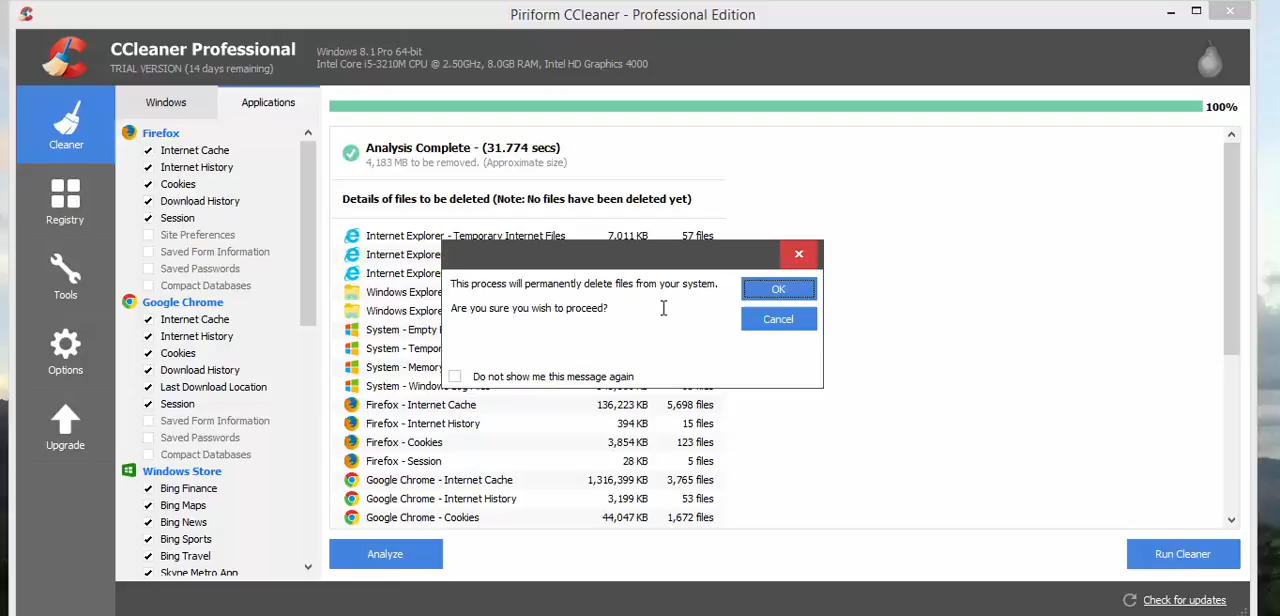 Piriform CCleaner - Professional Edition
CCleaner Professional
TRIAL VERSION (14 days remaining)
Windows 8.1 Pro 64-bit
Intel Core i5-3210M CPU @ 2.50GHz, 8.0GB RAM, Intel HD Graphics 4000
Cleaner
Registry
Tools
Options
Upgrade
Windows
Applications
Firefox
Internet Cache
Internet History
Cookies
Download History
Session
Site Preferences
Saved Form Information
Saved Passwords
Compact Databases
Google Chrome
Internet Cache
Internet History
Cookies
Download History
Last Download Location
Session
Saved Form Information
Saved Passwords
Compact Databases
Windows Store
Bing Finance
Bing Maps
Bing News
Bing Sports
Bing Travel
Skype Metro App
100%
Analysis Complete - (31.774 secs)
4,183 MB to be removed. (Approximate size)
Details of files to be deleted (Note: No files have been deleted yet)
Internet Explorer - Temporary Internet Files 7,011 KB 57 files
Internet Explore
Internet Explore
Windows Explore
Windows Explore
System - Empty
System - Tempo
System - Memory
System - Windows Log Files
Firefox - Internet Cache 136,223 KB 5,698 files
Firefox - Internet History 394 KB 15 files
Firefox - Cookies 3,854 KB 123 files
Firefox - Session 28 KB 5 files
Google Chrome - Internet Cache 1,316,399 KB 3,765 files
Google Chrome - Internet History 3,199 KB 53 files
Google Chrome - Cookies 44,047 KB 1,672 files
This process will permanently delete files from your system.
Are you sure you wish to proceed?
OK
Cancel
Do not show me this message again
Analyze
Run Cleaner
Check for updates